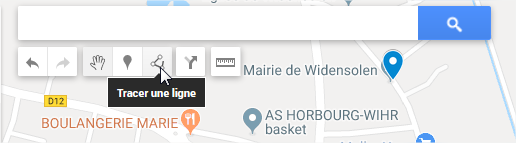 Mairie de Widensolen
Tracer une ligne
D12
BOULANGERIE MARIE
AS HORBOURG-WIHR
basket